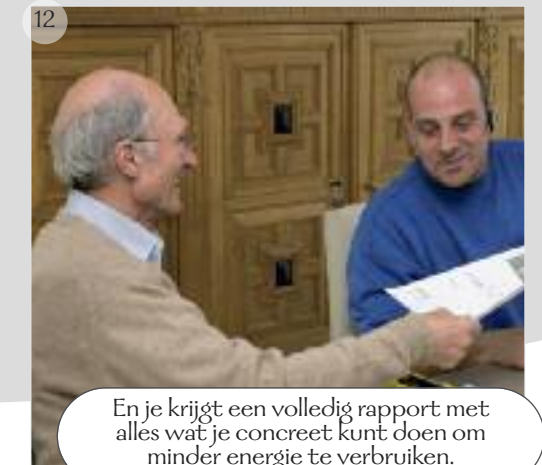 12
En je krijgt een volledig rapport met
alles wat je concreet kunt doen om
minder energie te verbruiken.